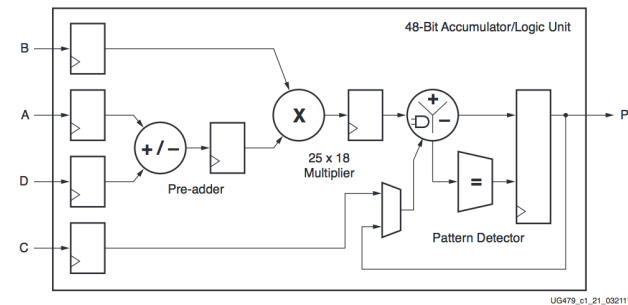 48-Bit Accumulator/Logic Unit
B
A
D
C
+ / –
Pre-adder
X
25 x 18
Multiplier
+
–
=
Pattern Detector
P
UG479_c1_21_032111